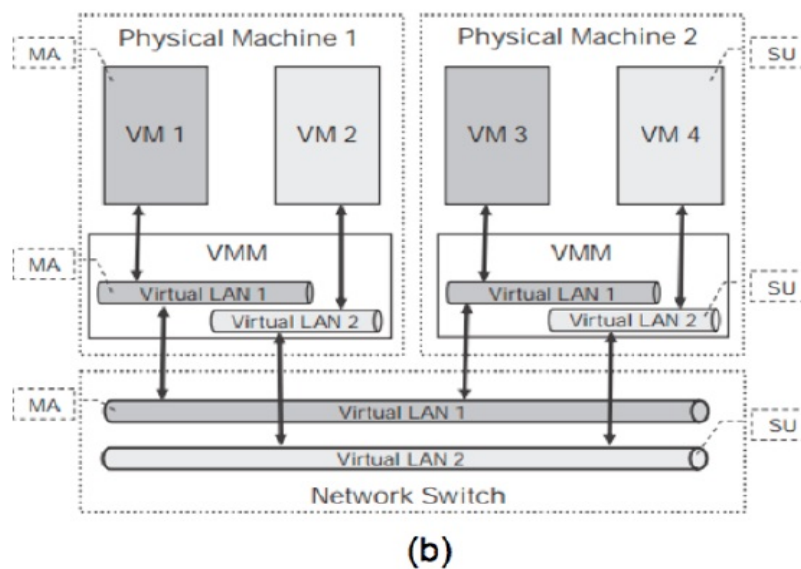 Physical Machine 1
Physical Machine 2
MA
SU
VM 1
VM 2
VM 3
VM 4
VMM
VMM
MA
Virtual LAN 1
Virtual LAN 1
SU
Virtual LAN 2
Virtual LAN 2
MA
Virtual LAN 1
SU
Virtual LAN 2
Network Switch
(b)